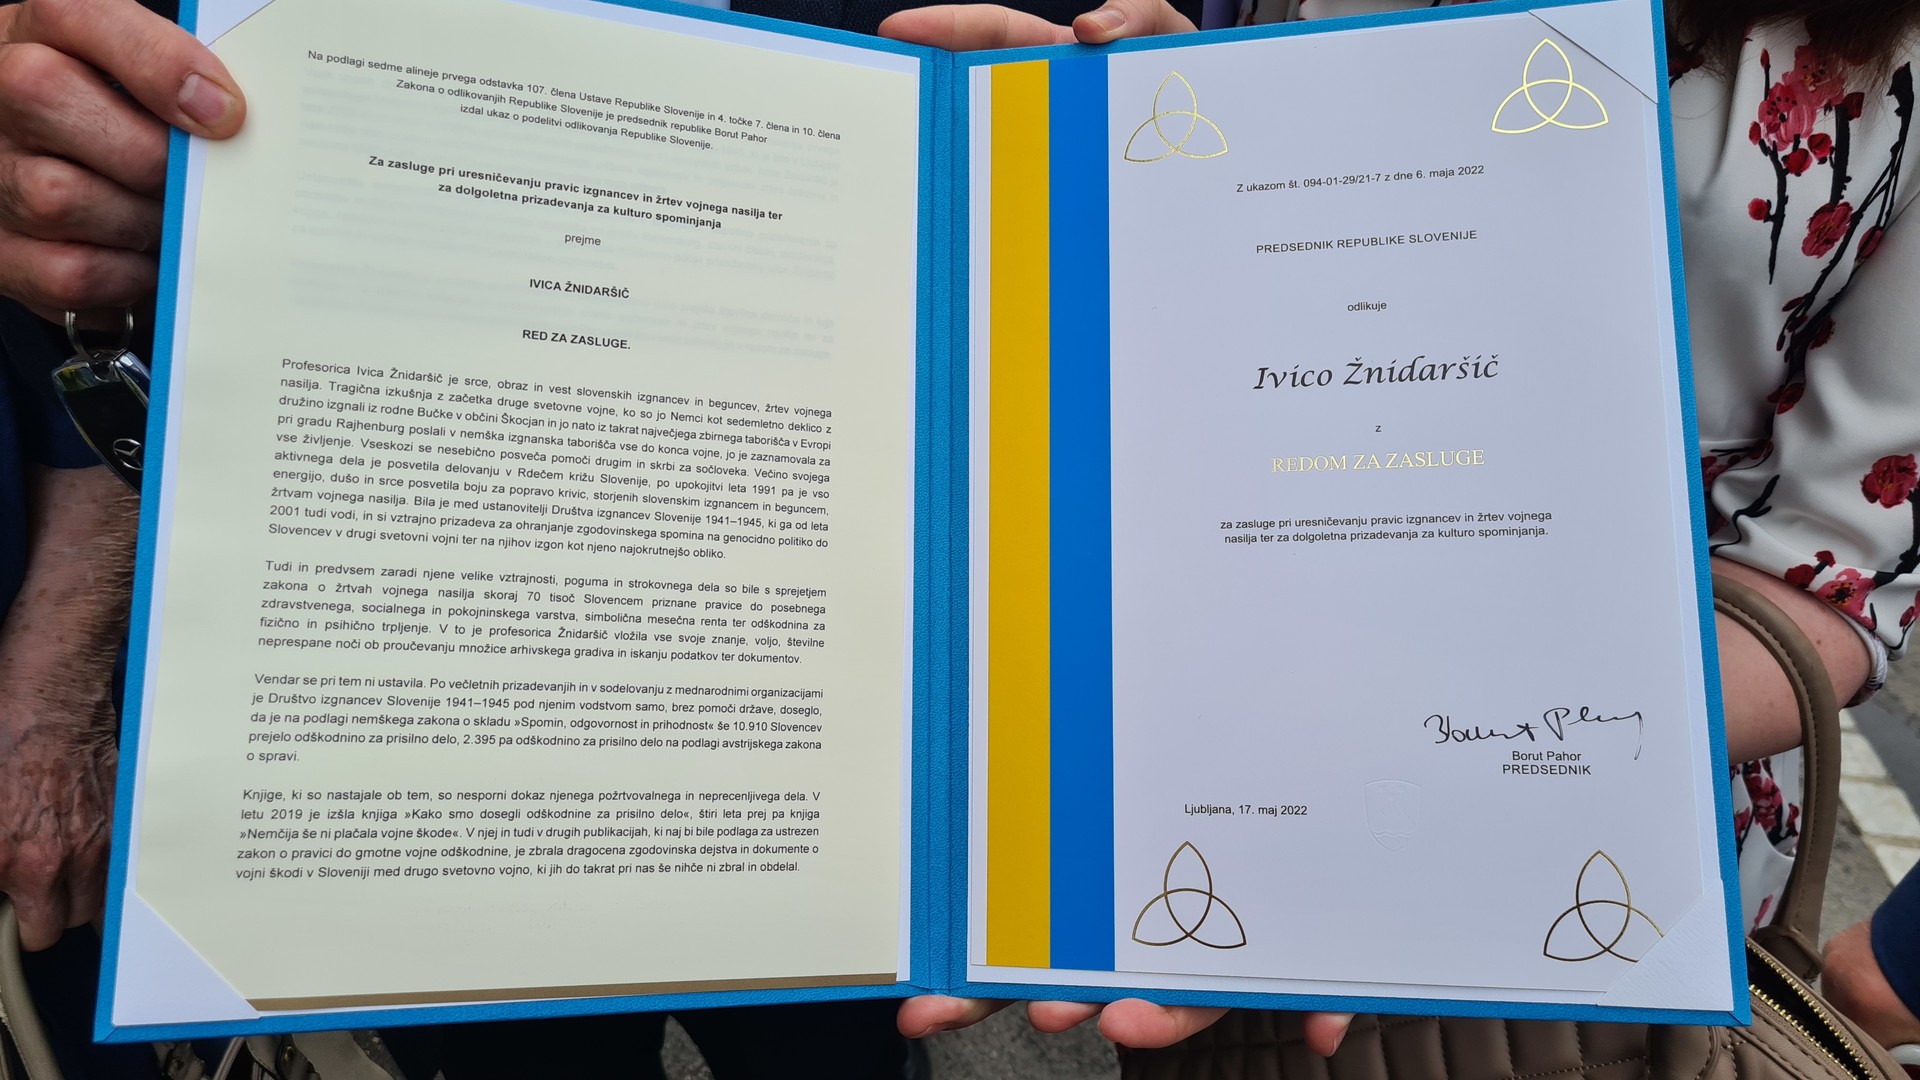 Na podlagi sedme alineje prvega odstavka 107. člena Ustave Republike Slovenije in 4. točke 7. člena in 10. člena
Zakona o odlikovanjih Republike Slovenije je predsednik republike Borut Pahor
izdal ukaz o podelitvi odlikovanja Republike Slovenije.
Za zasluge pri uresničevanju pravic izgnancev in žrtev vojnega nasilja ter
za dolgoletna prizadevanja za kulturo spominjanja
prejme
IVICA ŽNIDARŠIČ
RED ZA ZASLUGE.
Profesorica Ivica Žnidaršič je srce, obraz in vest slovenskih izgnancev in beguncev, žrtev vojnega
nasilja. Tragična izkušnja z začetka druge svetovne vojne, ko so jo Nemci kot sedemletno deklico z
družino izgnali iz rodne Bučke v občini Škocjan in jo nato iz takrat največjega zbirnega taborišča v Evropi
pri gradu Rajhenburg poslali v nemška izgnanska taborišča vse do konca vojne, jo je zaznamovala za
vse življenje. Vseskozi se nesebično posveča pomoči drugim in skrbi za sočloveka. Večino svojega
aktivnega dela je posvetila delovanju v Rdečem križu Slovenije, po upokojitvi leta 1991 pa je vso
energijo, dušo in srce posvetila boju za popravo krivic, storjenih slovenskim izgnancem in beguncem,
žrtvam vojnega nasilja. Bila je med ustanovitelji Društva izgnancev Slovenije 1941–1945, ki ga od leta
2001 tudi vodi, in si vztrajno prizadeva za ohranjanje zgodovinskega spomina na genocidno politiko do
Slovencev v drugi svetovni vojni ter na njihov izgon kot njeno najokrutnejšo obliko.
Tudi in predvsem zaradi njene velike vztrajnosti, poguma in strokovnega dela so bile s sprejetjem
zakona o žrtvah vojnega nasilja skoraj 70 tisoč Slovencem priznane pravice do posebnega
zdravstvenega, socialnega in pokojninskega varstva, simbolična mesečna renta ter odškodnina za
fizično in psihično trpljenje. V to je profesorica Žnidaršič vložila vse svoje znanje, voljo, številne
neprespane noči ob proučevanju množice arhivskega gradiva in iskanju podatkov ter dokumentov.
Vendar se pri tem ni ustavila. Po večletnih prizadevanjih in v sodelovanju z mednarodnimi organizacijami
je Društvo izgnancev Slovenije 1941–1945 pod njenim vodstvom samo, brez pomoči države, doseglo,
da je na podlagi nemškega zakona o skladu »Spomin, odgovornost in prihodnost« še 10.910 Slovencev
prejelo odškodnino za prisilno delo, 2.395 pa odškodnino za prisilno delo na podlagi avstrijskega zakona
o spravi.
Knjige, ki so nastajale ob tem, so nesporni dokaz njenega požrtvovalnega in neprecenljivega dela. V
letu 2019 je izšla knjiga »Kako smo dosegli odškodnine za prisilno delo«, štiri leta prej pa knjiga
»Nemčija še ni plačala vojne škode«. V njej in tudi v drugih publikacijah, ki naj bi bile podlaga za ustrezen
zakon o pravici do gmotne vojne odškodnine, je zbrala dragocena zgodovinska dejstva in dokumente o
vojni škodi v Sloveniji med drugo svetovno vojno, ki jih do takrat pri nas še nihče ni zbral in obdelal.
Z ukazom št. 094-01-29/21-7 z dne 6. maja 2022
PREDSEDNIK REPUBLIKE SLOVENIJE
odlikuje
Ivico Žnidaršič
z
REDOM ZA ZASLUGE
za zasluge pri uresničevanju pravic izgnancev in žrtev vojnega
nasilja ter za dolgoletna prizadevanja za kulturo spominjanja.
Borut Pahor
Borut Pahor
PREDSEDNIK
Ljubljana, 17. maj 2022